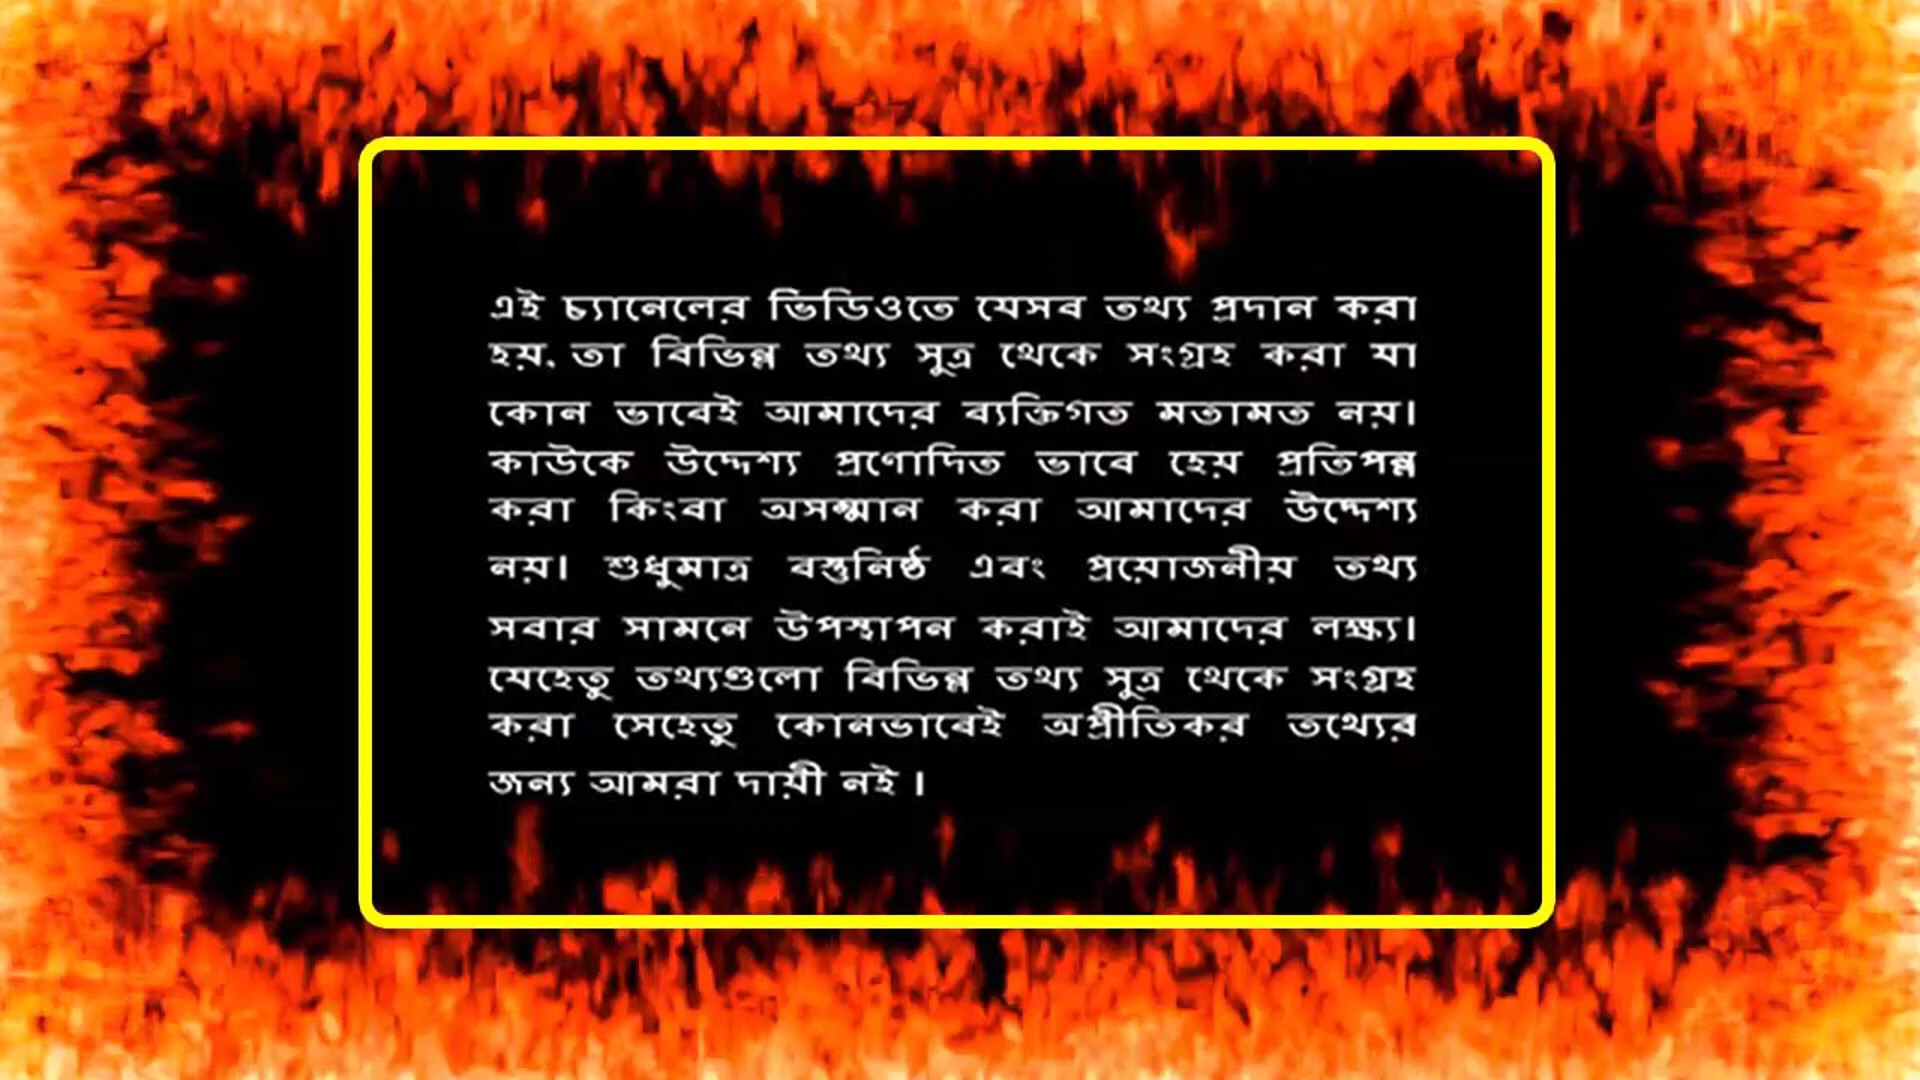 এই চ্যানেলের ভিডিওতে যেসব তথ্য প্রদান করা
হয়, তা বিভিন্ন তথ্য সুত্র থেকে সংগ্রহ করা যা
কোন ভাবেই আমাদের ব্যক্তিগত মতামত নয়।
কাউকে উদ্দেশ্য প্রণোদিত ভাবে হেয় প্রতিপন্ন
করা কিংবা অসম্মান করা আমাদের উদ্দেশ্য
নয়। শুধুমাত্র বস্তুনিষ্ঠ এবং প্রয়োজনীয় তথ্য
সবার সামনে উপস্থাপন করাই আমাদের লক্ষ্য।
যেহেতু তথ্যগুলো বিভিন্ন তথ্য সুত্র থেকে সংগ্রহ
করা সেহেতু কোনভাবেই অপ্রীতিকর তথ্যের
জন্য আমরা দায়ী নই ।